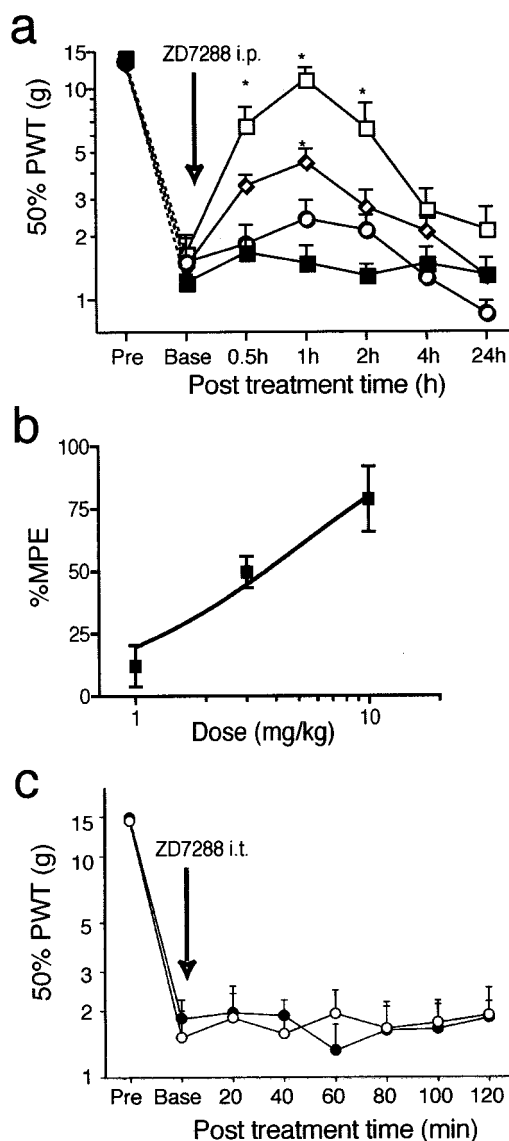 a
ZD7288 i.p.
50% PWT (g)
15
10
5
3
2
1
* * *
*
Pre Base 0.5h 1h 2h 4h 24h
Post treatment time (h)
b
%MPE
100
75
50
25
0
1 10
Dose (mg/kg)
c
ZD7288 i.t.
50% PWT (g)
15
10
5
3
2
1
Pre Base 20 40 60 80 100 120
Post treatment time (min)